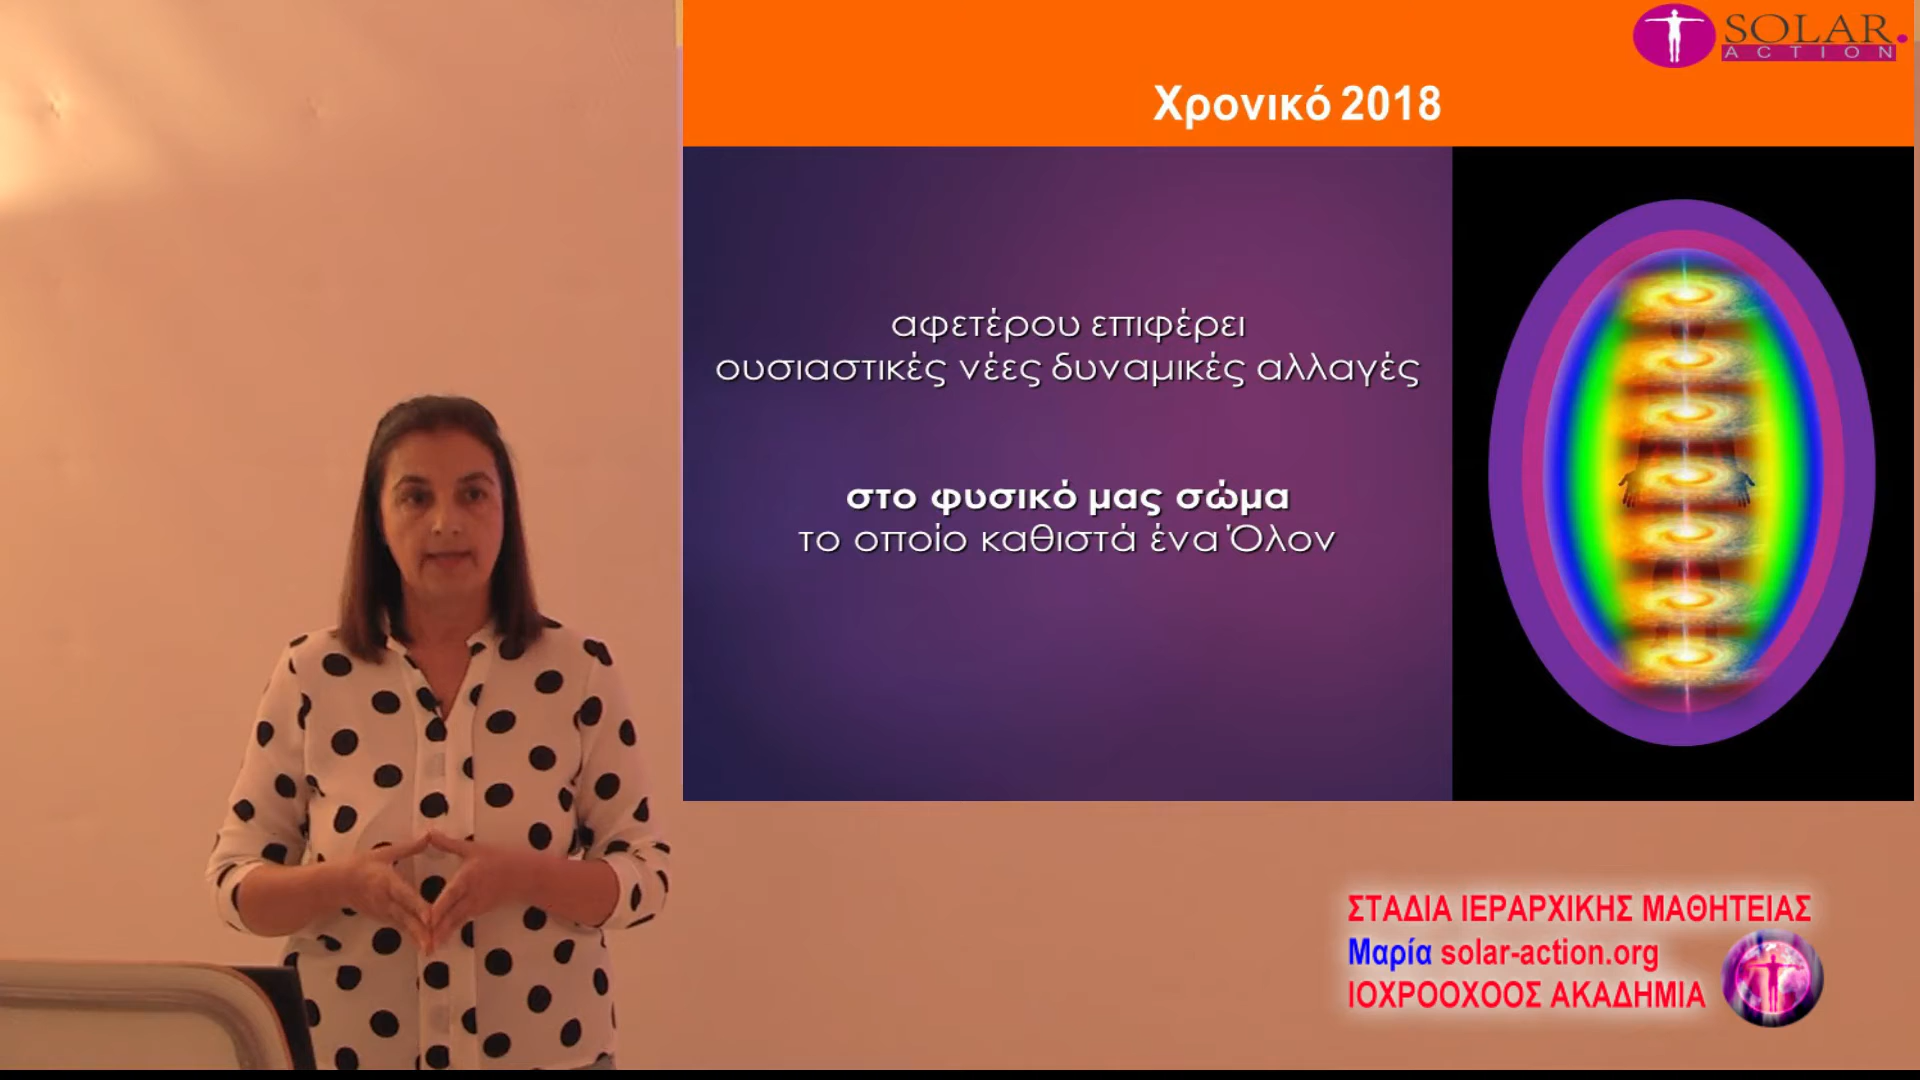 SOLAR.
ACTION
Χρονικό 2018
αφετέρου επιφέρει
ουσιαστικές νέες δυναμικές αλλαγές
στο φυσικό μας σώμα
το οποίο καθιστά ένα Όλον
ΣΤΑΔΙΑ ΙΕΡΑΡΧΙΚΗΣ ΜΑΘΗΤΕΙΑΣ
Μαρία solar-action.org
ΙΟΧΡΟΟΧΟΟΣ ΑΚΑΔΗΜΙΑ